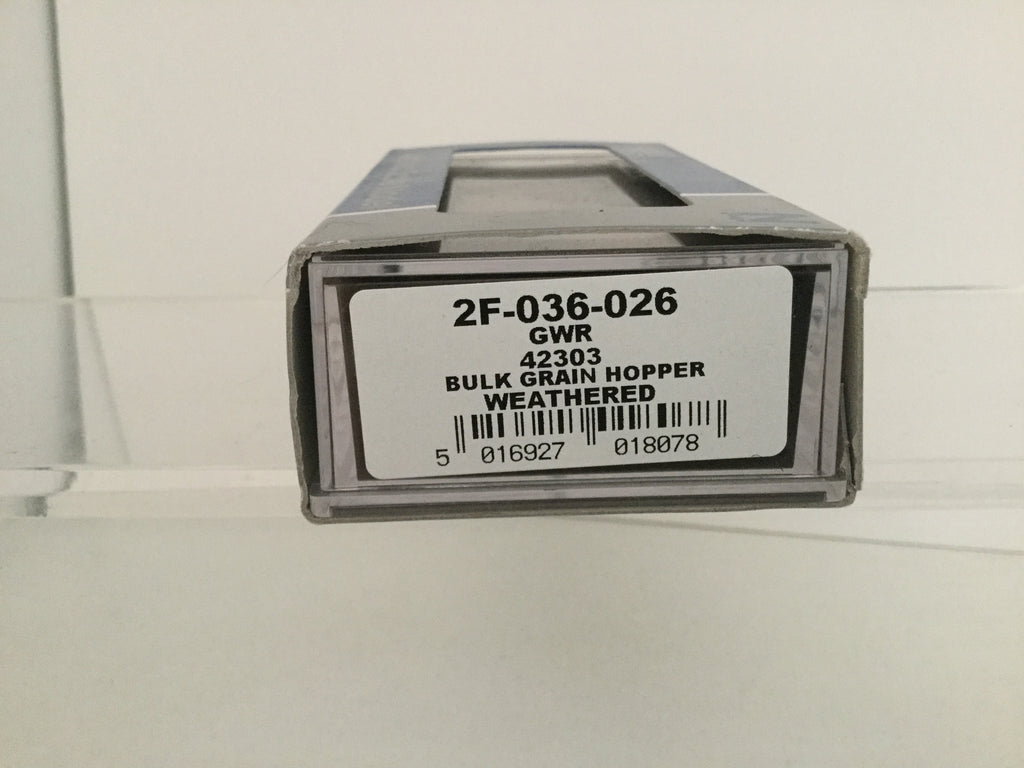 2F-036-026
GWR
42303
BULK GRAIN HOPPER
WEATHERED
5 016927 018078